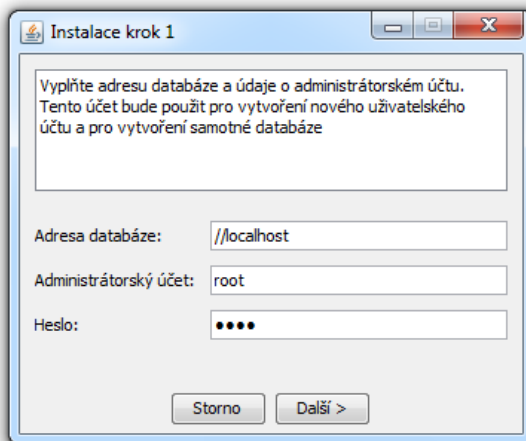 Instalace krok 1
Vyplňte adresu databáze a údaje o administrátorském účtu.
Tento účet bude použit pro vytvoření nového uživatelského
účtu a pro vytvoření samotné databáze
Adresa databáze: //localhost
Administrátorský účet: root
Heslo: ●●●●
Storno Další >